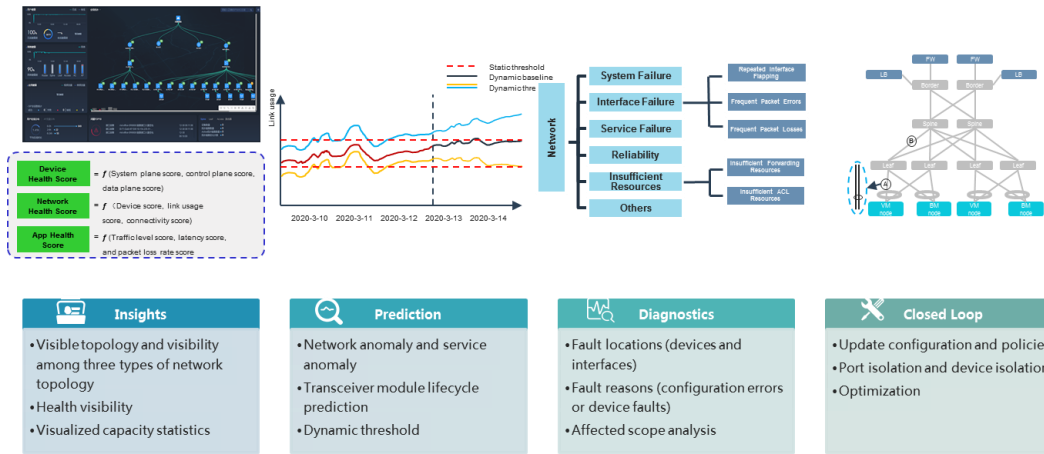 100%
90%
Device
Health Score
= ƒ (System plane score, control plane score,
data plane score)
Network
Health Score
= ƒ （Device score, link usage
score, connectivity score)
App Health
Score
= ƒ (Traffic level score, latency score,
and packet loss rate score
Link usage
Static threshold
Dynamic baseline
Dynamic thre
2020-3-10
2020-3-11
2020-3-12
2020-3-13
2020-3-14
Network
System Failure
Interface Failure
Service Failure
Reliability
Insufficient
Resources
Others
Repeated Interface
Flapping
Frequent Packet Errors
Frequent Packet Losses
Insufficient Forwarding
Resources
Insufficient ACL
Resources
FW
FW
LB
LB
Border
Border
Spine
Spine
B
Leaf
Leaf
Leaf
Leaf
A
VM
node
BM
node
VM
node
BM
node
Insights
•Visible topology and visibility
among three types of network
topology
•Health visibility
•Visualized capacity statistics
Prediction
•Network anomaly and service
anomaly
•Transceiver module lifecycle
prediction
•Dynamic threshold
Diagnostics
•Fault locations (devices and
interfaces)
•Fault reasons (configuration errors
or device faults)
•Affected scope analysis
Closed Loop
•Update configuration and policie
•Port isolation and device isolation
•Optimization